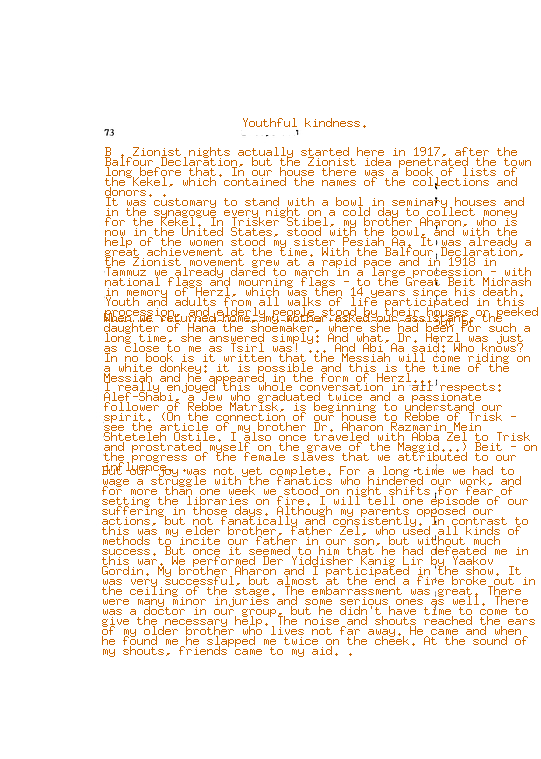 Youthful kindness.
73
B . Zionist nights actually started here in 1917, after the
Balfour Declaration, but the Zionist idea penetrated the town
long before that. In our house there was a book of lists of
the Kekel, which contained the names of the collections and
donors. .
It was customary to stand with a bowl in seminary houses and
in the synagogue every night on a cold day to collect money
for the Kekel. In Trisker Stibel, my brother Aharon, who is
now in the United States, stood with the bowl, and with the
help of the women stood my sister Pesiah Aa. It was already a
great achievement at the time. With the Balfour Declaration,
the Zionist movement grew at a rapid pace and in 1918 in
Tammuz we already dared to march in a large procession - with
national flags and mourning flags - to the Great Beit Midrash
in memory of Herzl, which was then 14 years since his death.
Youth and adults from all walks of life participated in this
procession, and elderly people stood by their houses or peeked
When we returned home, my mother asked our assistant, the
daughter of Hana the shoemaker, where she had been for such a
long time, she answered simply: And what, Dr. Herzl was just
as close to me as Tsirl was! ... And Abi Aa said: Who knows?
In no book is it written that the Messiah will come riding on
a white donkey; it is possible and this is the time of the
Messiah and he appeared in the form of Herzl...
I really enjoyed this whole conversation in all respects:
Alef-Shabi, a Jew who graduated twice and a passionate
follower of Rebbe Matrisk, is beginning to understand our
spirit. (On the connection of our house to Rebbe of Trisk -
see the article of my brother Dr. Aharon Razmarin Mein
Shteteleh Ostile. I also once traveled with Abba Zel to Trisk
and prostrated myself on the grave of the Maggid...) Beit - on
the progress of the female slaves that we attributed to our
influence.
But our joy was not yet complete. For a long time we had to
wage a struggle with the fanatics who hindered our work, and
for more than one week we stood on night shifts for fear of
setting the libraries on fire. I will tell one episode of our
suffering in those days. Although my parents opposed our
actions, but not fanatically and consistently. In contrast to
this was my elder brother, father Zel, who used all kinds of
methods to incite our father in our son, but without much
success. But once it seemed to him that he had defeated me in
this war. We performed Der Yiddisher Kanig Lir by Yaakov
Gordin. My brother Aharon and I participated in the show. It
was very successful, but almost at the end a fire broke out in
the ceiling of the stage. The embarrassment was great. There
were many minor injuries and some serious ones as well. There
was a doctor in our group, but he didn't have time to come to
give the necessary help. The noise and shouts reached the ears
of my older brother who lives not far away. He came and when
he found me he slapped me twice on the cheek. At the sound of
my shouts, friends came to my aid. .